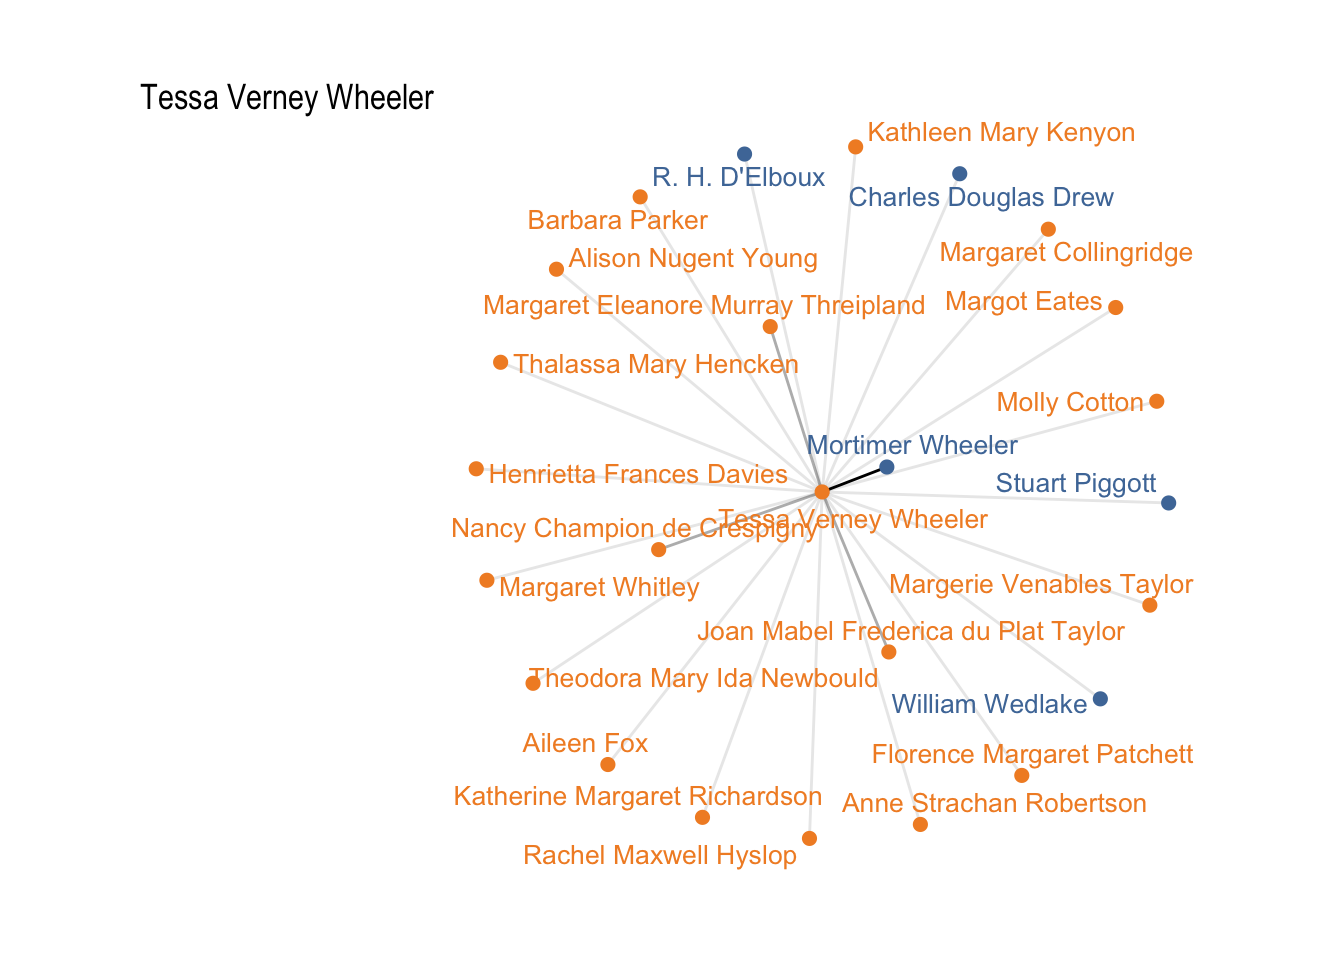 Tessa Verney Wheeler
Kathleen Mary Kenyon
R. H. D'Elboux
Charles Douglas Drew
Barbara Parker
Margaret Collingridge
Alison Nugent Young
Margot Eates
Margaret Eleanore Murray Threipland
Thalassa Mary Hencken
Molly Cotton
Mortimer Wheeler
Henrietta Frances Davies
Stuart Piggott
Tessa Verney Wheeler
Nancy Champion de Crespigny
Margaret Whitley
Margerie Venables Taylor
Joan Mabel Frederica du Plat Taylor
Theodora Mary Ida Newbould
William Wedlake
Aileen Fox
Florence Margaret Patchett
Katherine Margaret Richardson
Anne Strachan Robertson
Rachel Maxwell Hyslop